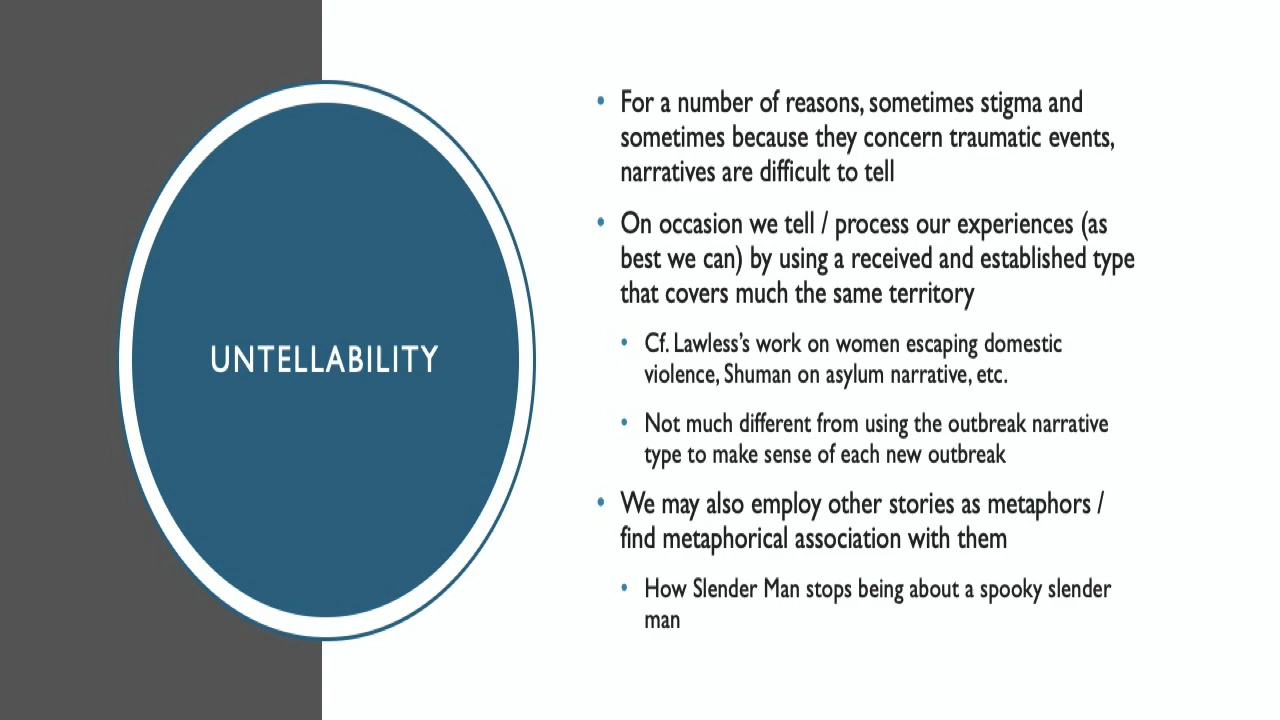 UNTELLABILITY
• For a number of reasons, sometimes stigma and
sometimes because they concern traumatic events,
narratives are difficult to tell
• On occasion we tell / process our experiences (as
best we can) by using a received and established type
that covers much the same territory
• Cf. Lawless’s work on women escaping domestic
violence, Shuman on asylum narrative, etc.
• Not much different from using the outbreak narrative
type to make sense of each new outbreak
• We may also employ other stories as metaphors /
find metaphorical association with them
• How Slender Man stops being about a spooky slender
man